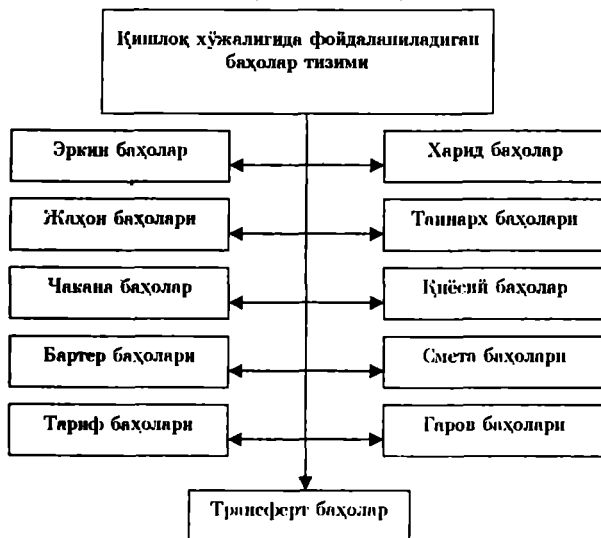 Қишлоқ хўжалигида фойдаланиладиган
баҳолар тизими
Эркин баҳолар
Харид баҳолар
Жаҳон баҳолари
Таннарх баҳолари
Чакана баҳолар
Қиёсий баҳолар
Бартер баҳолари
Смета баҳолари
Тариф баҳолари
Гаров баҳолари
Трансферт баҳолар